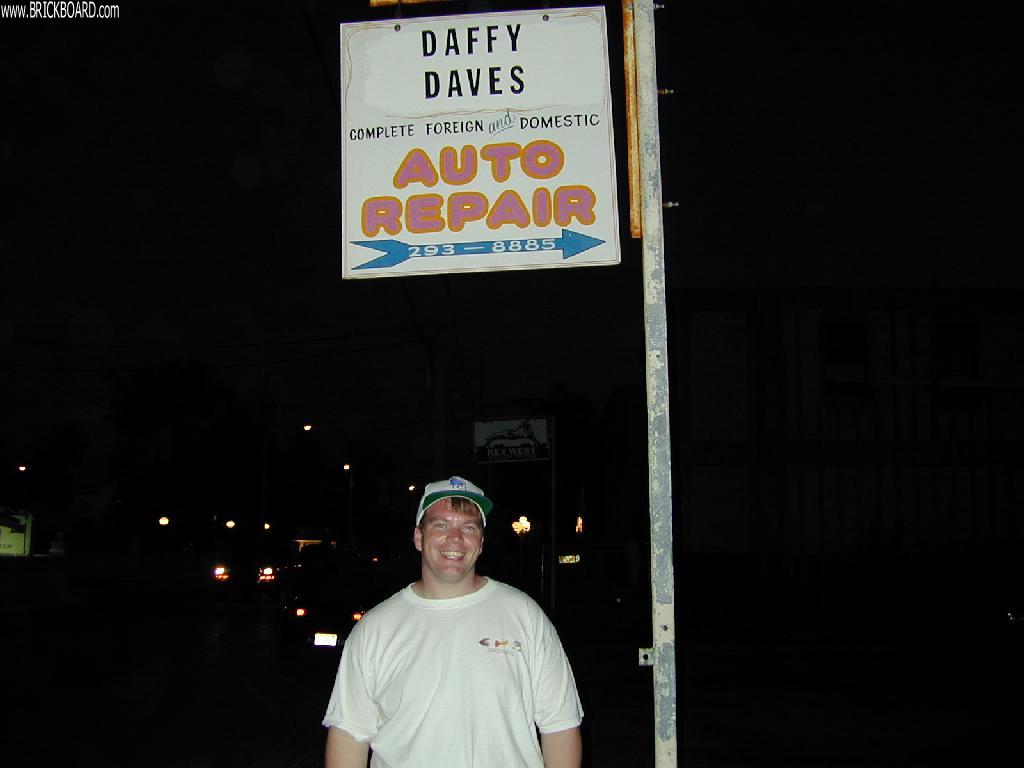 www.BRICKBOARD.com
DAFFY
DAVES
COMPLETE FOREIGN and DOMESTIC
AUTO
REPAIR
293-8885
KEY WEST